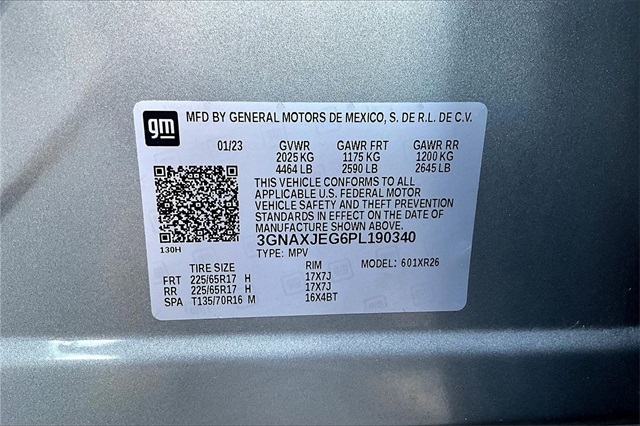 gm
MFD BY GENERAL MOTORS DE MEXICO, S. DE R.L. DE C.V.
01/23 GVWR GAWR FRT GAWR RR
2025 KG 1175 KG 1200 KG
4464 LB 2590 LB 2645 LB
THIS VEHICLE CONFORMS TO ALL
APPLICABLE U.S. FEDERAL MOTOR
VEHICLE SAFETY AND THEFT PREVENTION
STANDARDS IN EFFECT ON THE DATE OF
MANUFACTURE SHOWN ABOVE.
130H
3GNAXJEG6PL190340
TYPE: MPV
TIRE SIZE RIM MODEL: 601XR26
FRT 225/65R17 H 17X7J
RR 225/65R17 H 17X7J
SPA T135/70R16 M 16X4BT